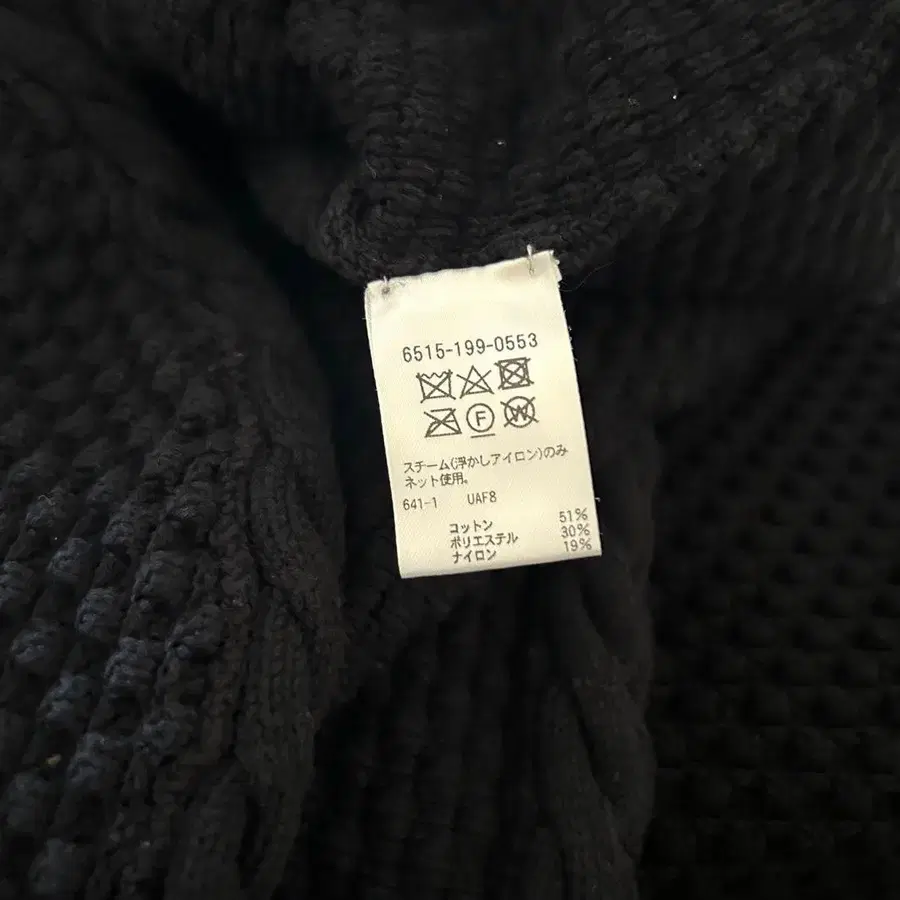 6515-199-0553
F W
スチーム(浮かしアイロン)のみ
ネット使用。
641-1 UAF8
コットン 51%
ポリエステル 30%
ナイロン 19%